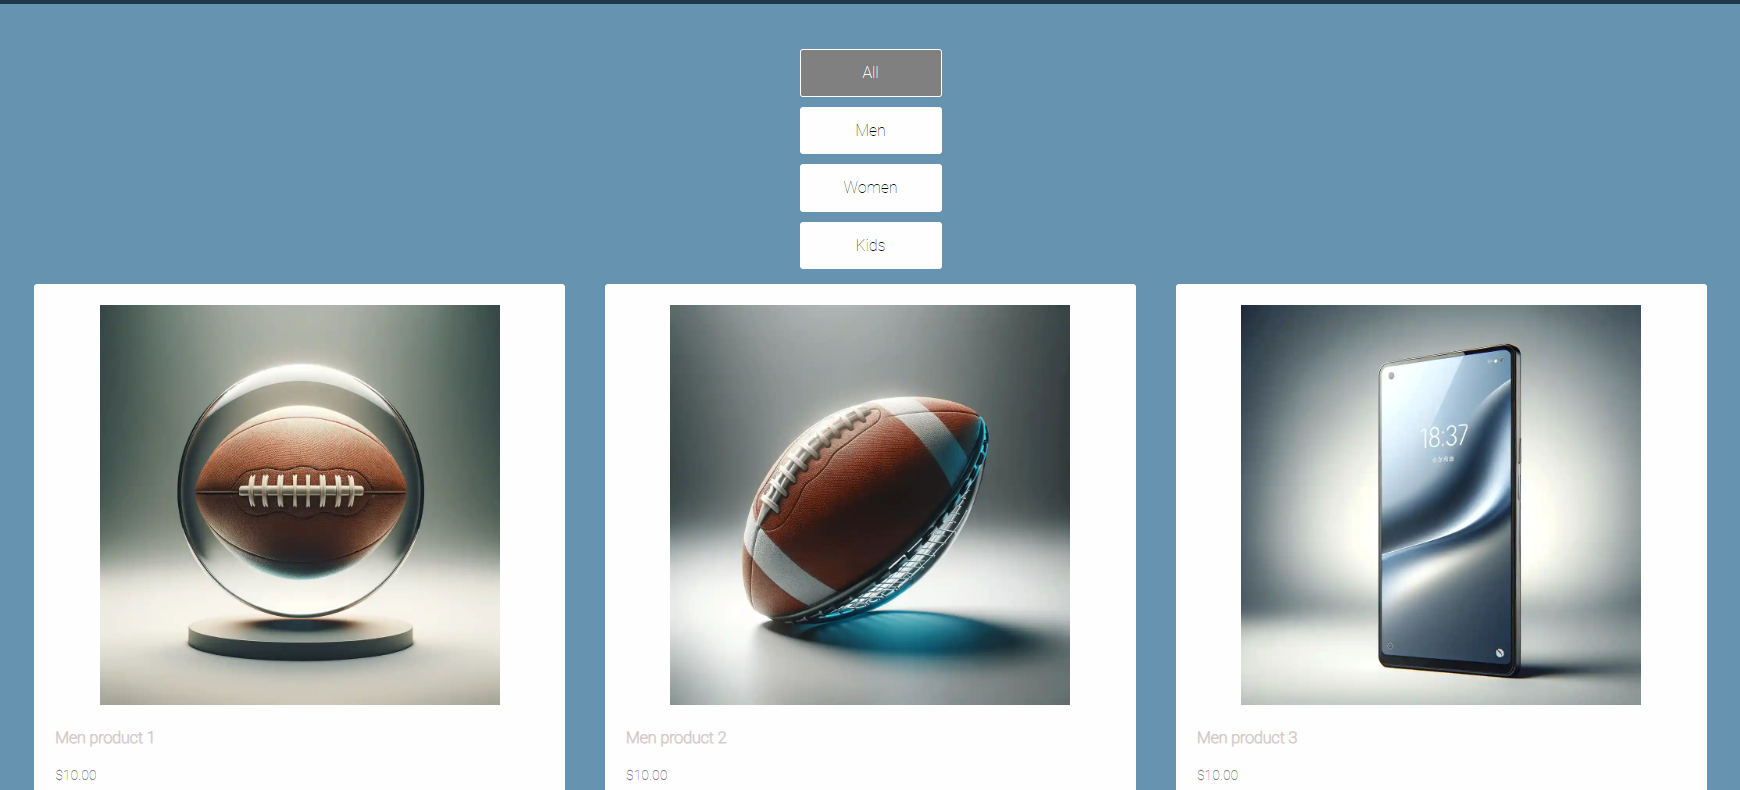 All
Men
Women
Kids
18:37
Men product 1
Men product 2
Men product 3
$10.00
$10.00
$10.00